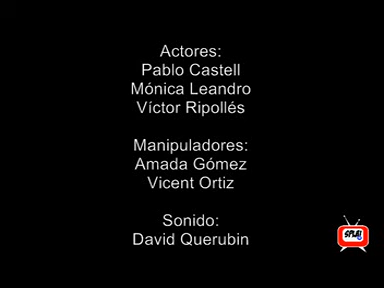 Actores:
Pablo Castell
Mónica Leandro
Víctor Ripollés
Manipuladores:
Amada Gómez
Vicent Ortiz
Sonido:
David Querubin